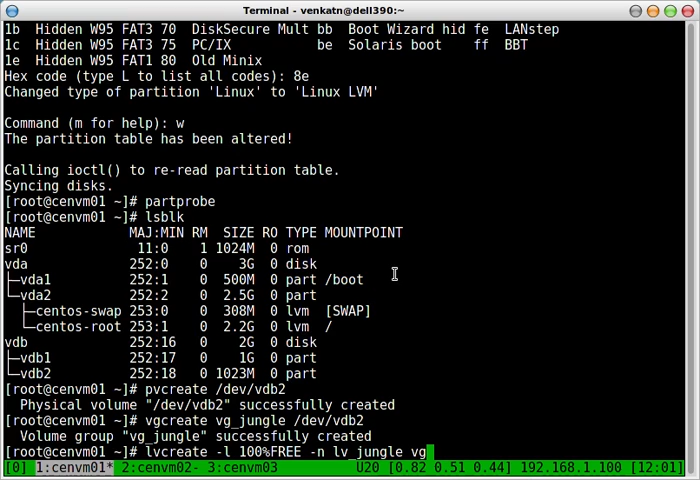 Terminal - venkatn@dell390:~
1b  Hidden W95 FAT3 70  DiskSecure Mult bb  Boot Wizard hid fe  LANstep
1c  Hidden W95 FAT3 75  PC/IX           be  Solaris boot    ff  BBT
1e  Hidden W95 FAT1 80  Old Minix
Hex code (type L to list all codes): 8e
Changed type of partition 'Linux' to 'Linux LVM'
Command (m for help): w
The partition table has been altered!
Calling ioctl() to re-read partition table.
Syncing disks.
[root@cenvm01 ~]# partprobe
[root@cenvm01 ~]# lsblk
NAME            MAJ:MIN RM  SIZE RO TYPE MOUNTPOINT
sr0              11:0    1 1024M  0 rom
vda             252:0    0    3G  0 disk
├─vda1          252:1    0  500M  0 part /boot
└─vda2          252:2    0  2.5G  0 part
  ├─centos-swap 253:0    0  308M  0 lvm  [SWAP]
  └─centos-root 253:1    0  2.2G  0 lvm  /
vdb             252:16   0    2G  0 disk
├─vdb1          252:17   0    1G  0 part
└─vdb2          252:18   0 1023M  0 part
[root@cenvm01 ~]# pvcreate /dev/vdb2
  Physical volume "/dev/vdb2" successfully created
[root@cenvm01 ~]# vgcreate vg_jungle /dev/vdb2
  Volume group "vg_jungle" successfully created
[root@cenvm01 ~]# lvcreate -l 100%FREE -n lv_jungle vg
[0] 1:cenvm01* 2:cenvm02- 3:cenvm03 U20 [0.82 0.51 0.44] 192.168.1.100 [12:01]